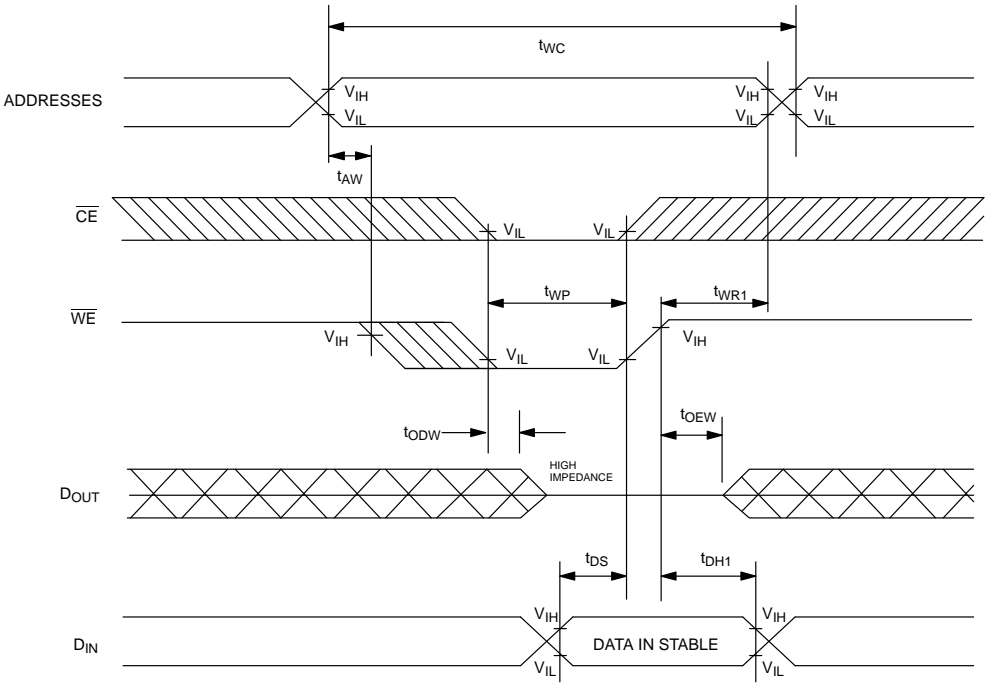 tWC
ADDRESSES
VIH
VIL
VIH
VIL
VIH
VIL
tAW
CE
VIL
VIL
tWP
tWR1
WE
VIH
VIL
VIL
VIH
tODW
tOEW
HIGH
IMPEDANCE
DOUT
tDS
tDH1
VIH
VIH
DIN
DATA IN STABLE
VIL
VIL